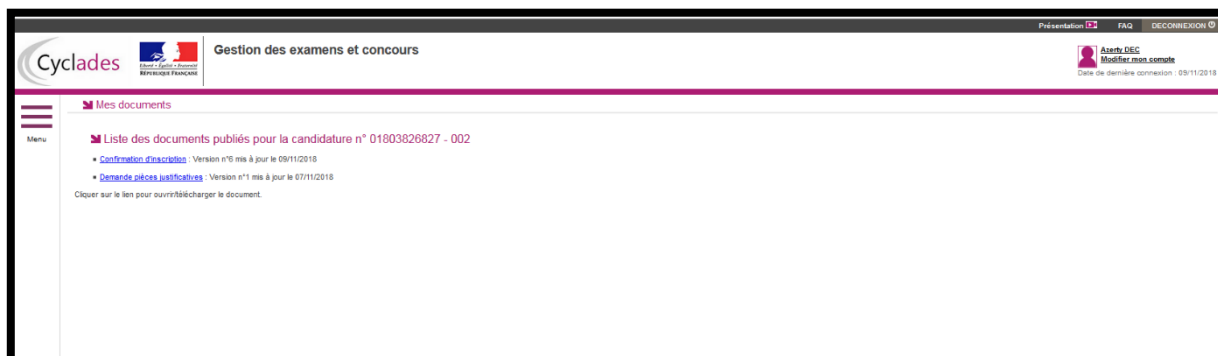 Présentation FAQ DECONNEXION
Cyclades
Liberté • Égalité • Fraternité
RÉPUBLIQUE FRANÇAISE
Gestion des examens et concours
Azerty DEC
Modifier mon compte
Date de dernière connexion : 09/11/2018
Menu
Mes documents
Liste des documents publiés pour la candidature n° 01803826827 - 002
Confirmation d'inscription : Version n°6 mis à jour le 09/11/2018
Demande pièces justificatives : Version n°1 mis à jour le 07/11/2018
Cliquer sur le lien pour ouvrir/télécharger le document.